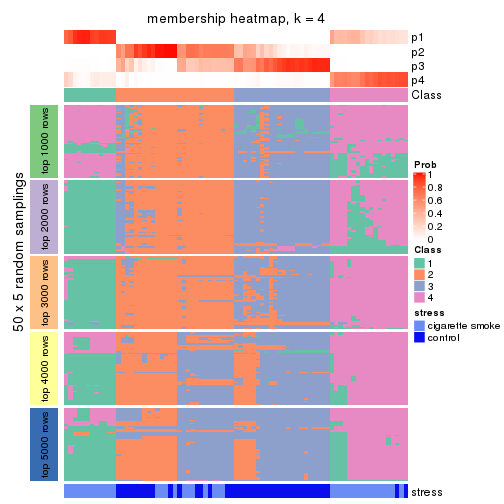 membership heatmap, k = 4
p1
p2
p3
p4
Class
50 x 5 random samplings
top 1000 rows
top 2000 rows
top 3000 rows
top 4000 rows
top 5000 rows
stress
Prob
1
0.8
0.6
0.4
0.2
0
Class
1
2
3
4
stress
cigarette smoke
control